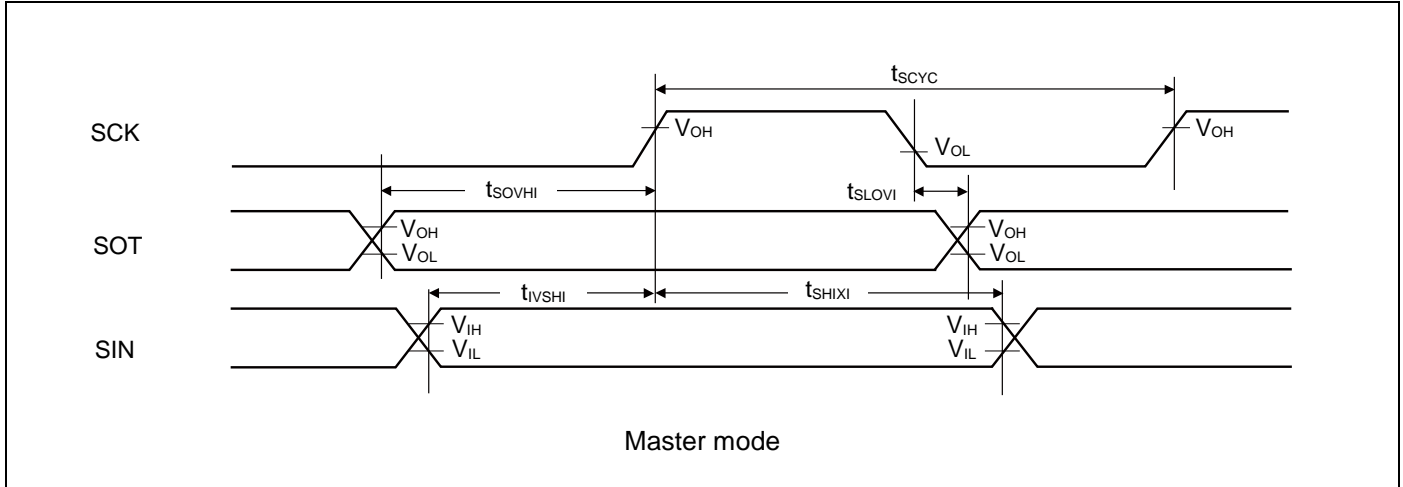 tSCYC
SCK
VOH
VOL
VOH
tSOVHI
tSLOVI
SOT
VOH
VOL
VOH
VOL
tIVSHI
tSHIXI
SIN
VIH
VIL
VIH
VIL
Master mode